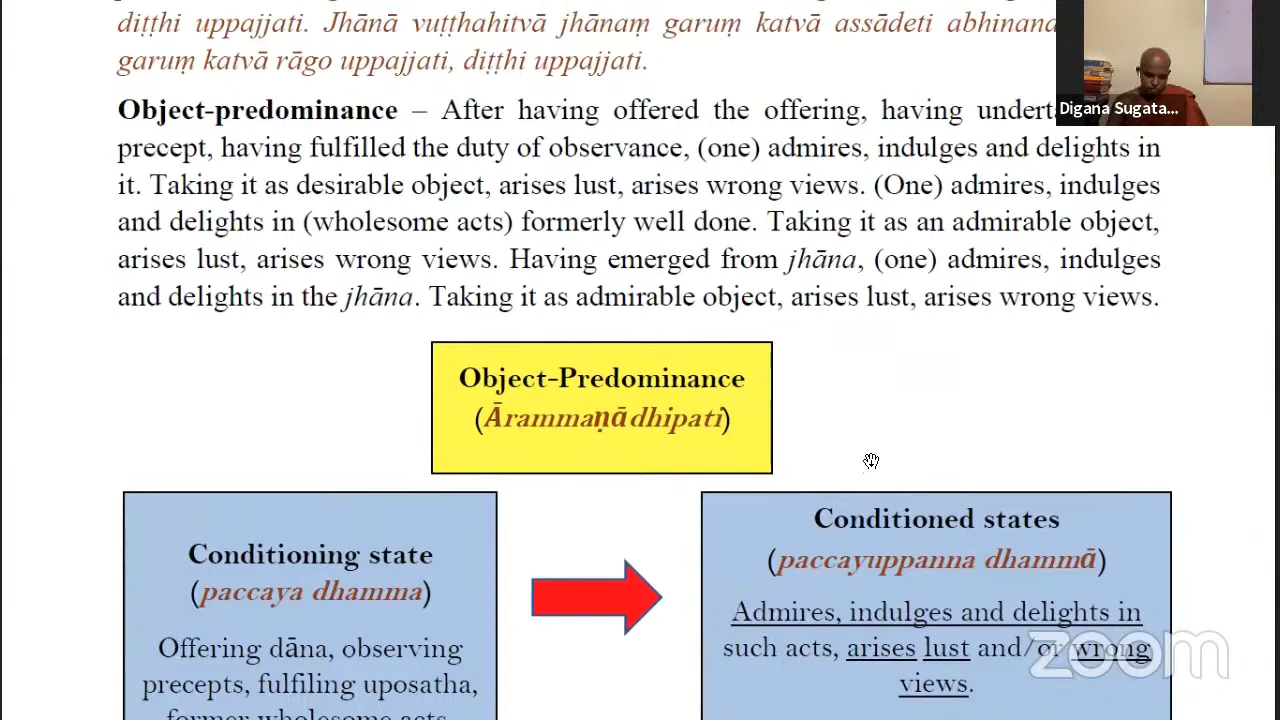 diṭṭhi uppajjati. Jhānā vuṭṭhahitvā jhānaṃ garuṃ katvā assādeti
garuṃ katvā rāgo uppajjati, diṭṭhi uppajjati.
Object-predominance – After having offered the offering, having
precept, having fulfilled the duty of observance, (one) admires, indulges and delights in
it. Taking it as desirable object, arises lust, arises wrong views. (One) admires, indulges
and delights in (wholesome acts) formerly well done. Taking it as an admirable object,
arises lust, arises wrong views. Having emerged from jhāna, (one) admires, indulges
and delights in the jhāna. Taking it as admirable object, arises lust, arises wrong views.
Digana Sugata...
Object-Predominance
(Ārammaṇādhipati)
Conditioning state
(paccaya dhamma)
Offering dāna, observing
precepts, fulfiling uposatha,
former wholesome acts
Conditioned states
(paccayuppanna dhammā)
Admires, indulges and delights in
such acts, arises lust and/or wrong
views.
zoom